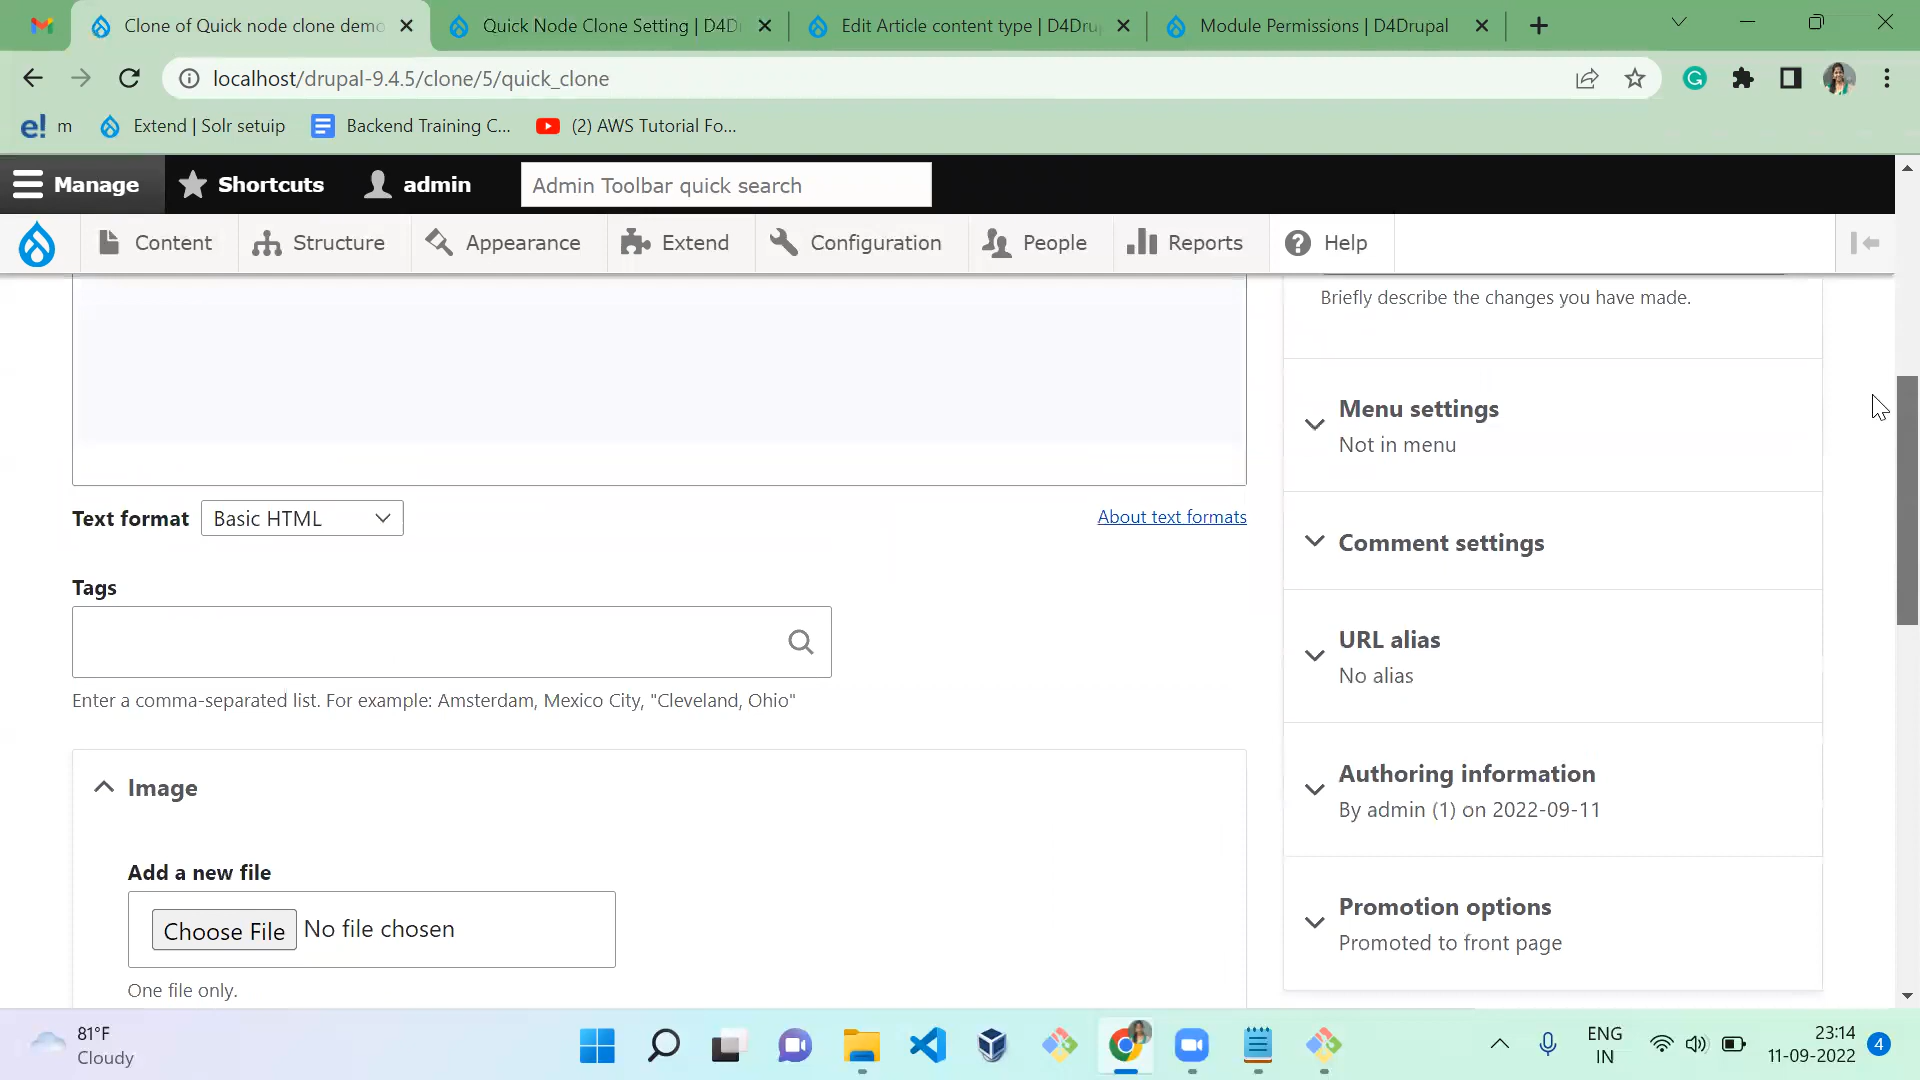 Clone of Quick node clone demo
Quick Node Clone Setting | D4D
Edit Article content type | D4Dru
Module Permissions | D4Drupal
localhost/drupal-9.4.5/clone/5/quick_clone
e! m
Extend | Solr setuip
Backend Training C...
(2) AWS Tutorial Fo...
Manage
Shortcuts
admin
Admin Toolbar quick search
Content
Structure
Appearance
Extend
Configuration
People
Reports
Help
Briefly describe the changes you have made.
Menu settings
Not in menu
Text format
Basic HTML
About text formats
Comment settings
Tags
Enter a comma-separated list. For example: Amsterdam, Mexico City, "Cleveland, Ohio"
URL alias
No alias
Image
Authoring information
By admin (1) on 2022-09-11
Add a new file
Choose File No file chosen
One file only.
Promotion options
Promoted to front page
81°F
Cloudy
ENG
IN
23:14
11-09-2022
4